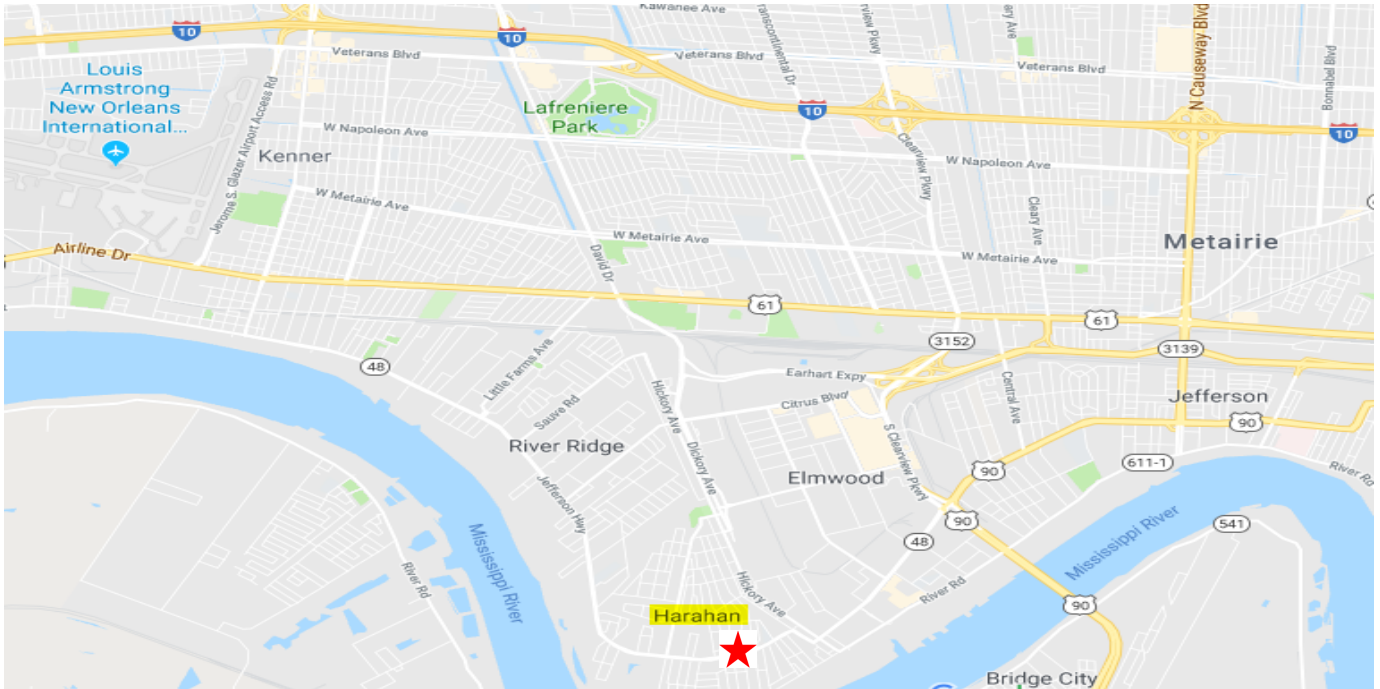 Kawanee Ave
10
Veterans Blvd
10
Transcontinental Dr
Clearview Pkwy
Veterans Blvd
Veterans Blvd
N Causeway Blvd
Bonnabel Blvd
Louis
Armstrong
New Orleans
International...
Jerome S. Glazer Airport Access Rd
Lafreniere
Park
10
10
W Napoleon Ave
Kenner
Clearview Pkwy
W Napoleon Ave
W Metairie Ave
Cleary Ave
W Metairie Ave
Metairie
W Metairie Ave
Airline Dr
David Dr
61
61
3152
3139
48
Little Farms Ave
Earhart Expy
Central Ave
Hickory Ave
Citrus Blvd
Jefferson
Sauve Rd
90
River Ridge
Dickory Ave
S Clearview Pkwy
Elmwood
90
611-1
River Rd
Jefferson Hwy
90
541
Mississippi River
48
Mississippi River
River Rd
Hickory Ave
River Rd
90
Harahan
Bridge City